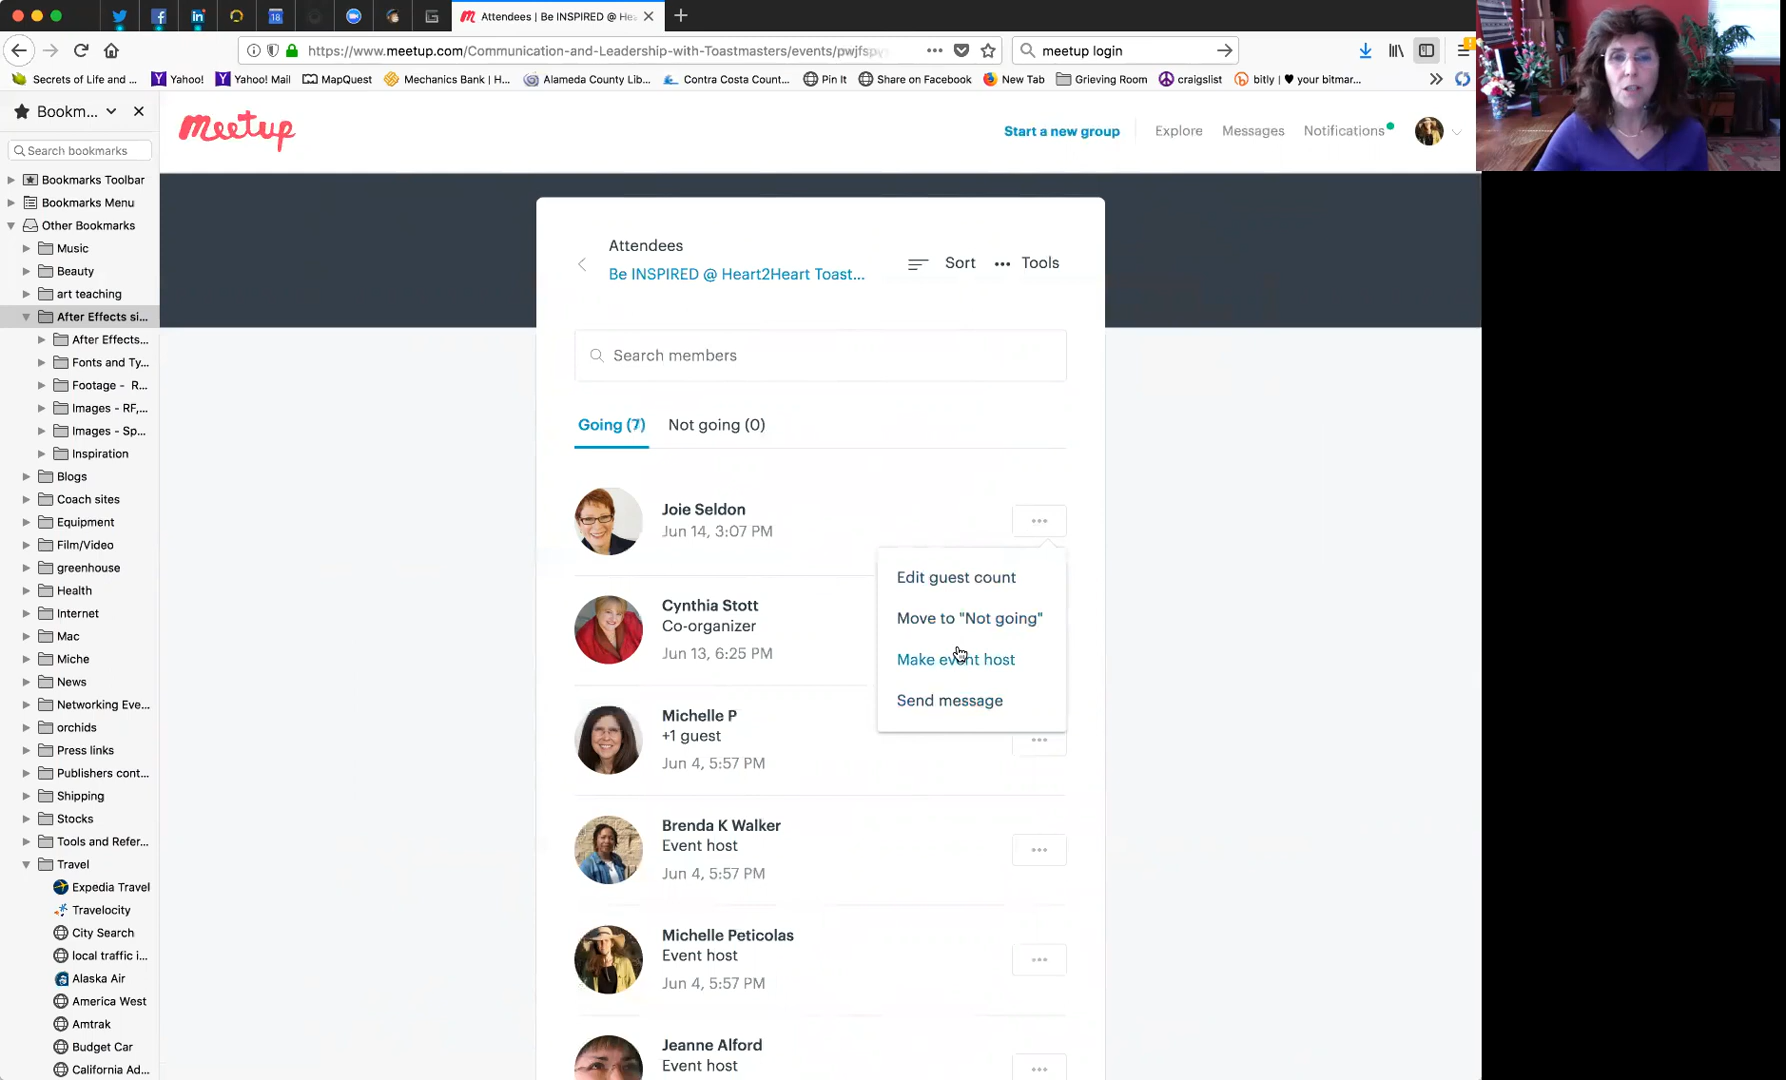 Attendees | Be INSPIRED @ Hea
18
https://www.meetup.com/Communication-and-Leadership-with-Toastmasters/events/pwjfspy
meetup login
Secrets of Life and ...
Yahoo!
Yahoo! Mail
MapQuest
Mechanics Bank | H...
Alameda County Lib...
Contra Costa Count...
Pin It
Share on Facebook
New Tab
Grieving Room
craigslist
bitly | ♥ your bitmar...
Bookm...
Search bookmarks
Bookmarks Toolbar
Bookmarks Menu
Other Bookmarks
Music
Beauty
art teaching
After Effects si...
After Effects...
Fonts and Ty...
Footage - R...
Images - RF,...
Images - Sp...
Inspiration
Blogs
Coach sites
Equipment
Film/Video
greenhouse
Health
Internet
Mac
Miche
News
Networking Eve...
orchids
Press links
Publishers cont...
Shipping
Stocks
Tools and Refer...
Travel
Expedia Travel
Travelocity
City Search
local traffic i...
Alaska Air
America West
Amtrak
Budget Car
California Ad...
meetup
Start a new group
Explore
Messages
Notifications
Attendees
Be INSPIRED @ Heart2Heart Toast...
Sort
Tools
Search members
Going (7)
Not going (0)
Joie Seldon
Jun 14, 3:07 PM
Edit guest count
Move to "Not going"
Make event host
Send message
Cynthia Stott
Co-organizer
Jun 13, 6:25 PM
Michelle P
+1 guest
Jun 4, 5:57 PM
Brenda K Walker
Event host
Jun 4, 5:57 PM
Michelle Peticolas
Event host
Jun 4, 5:57 PM
Jeanne Alford
Event host